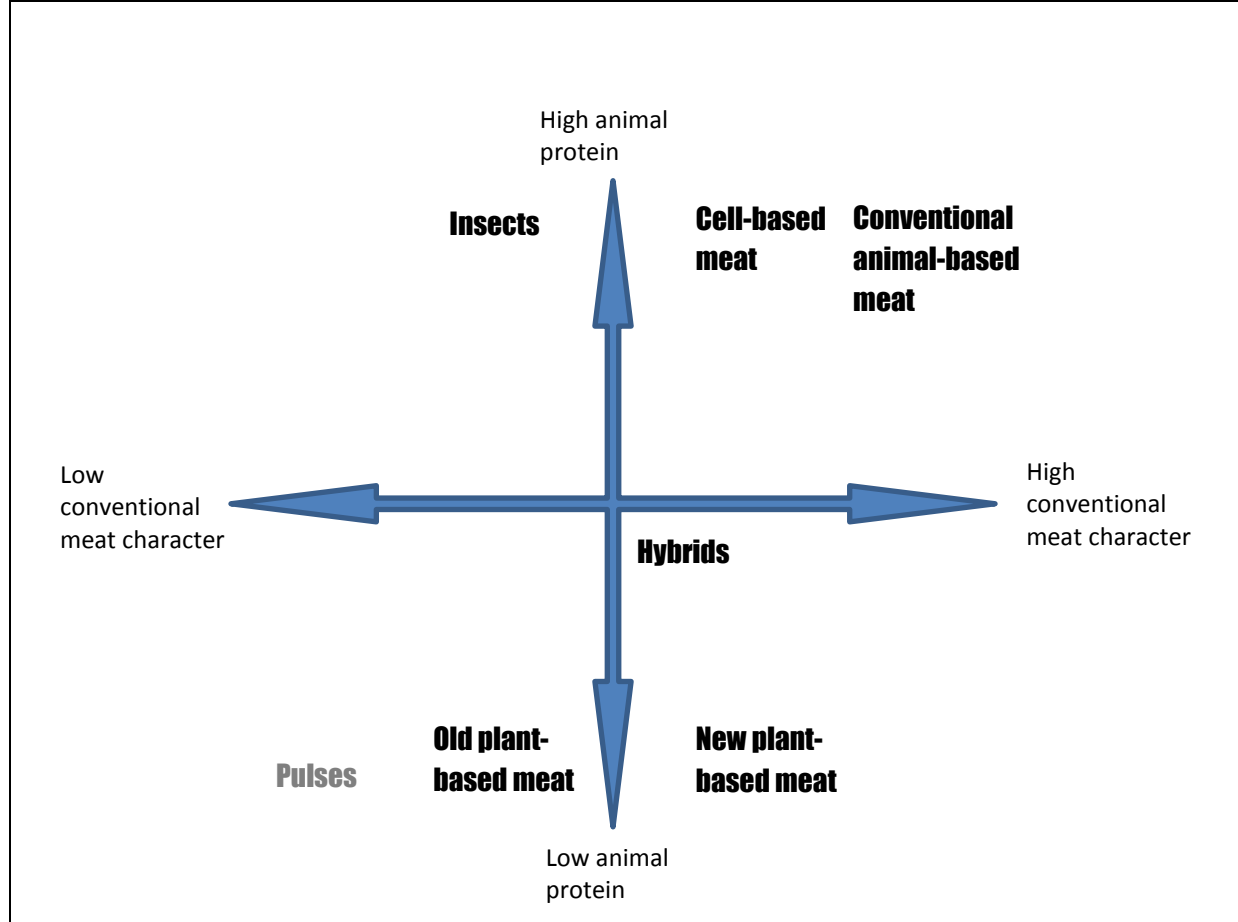 High animal
protein
Insects
Cell-based
meat
Conventional
animal-based
meat
Low
conventional
meat character
High
conventional
meat character
Hybrids
Pulses
Old plant-
based meat
New plant-
based meat
Low animal
protein